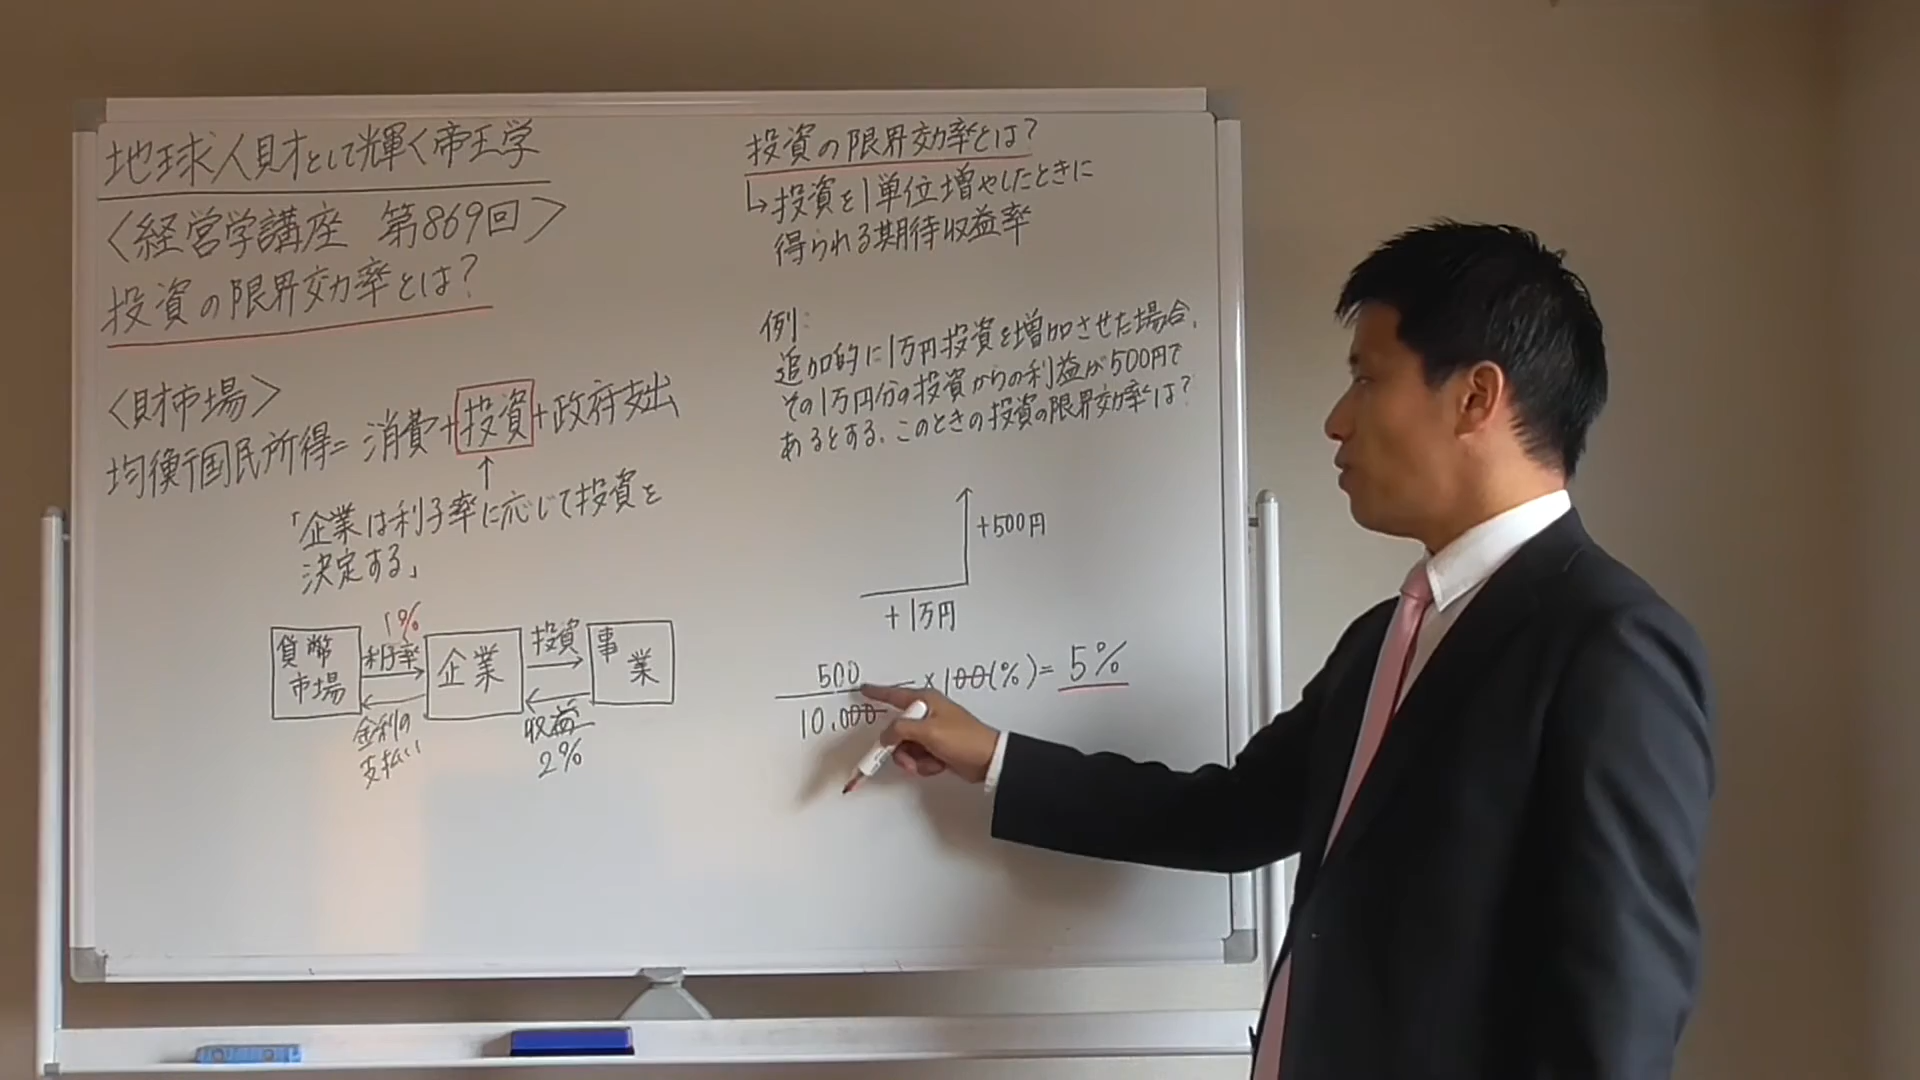 地球人財として輝く帝王学
〈経営学講座 第869回〉
投資の限界効率とは?
〈財市場〉
均衡国民所得= 消費+投資+政府支出
「企業は利子率に応じて投資を
決定する」
1%
貨幣
市場
利子率
金利の
支払い
企業
投資
収益
2%
事
業
投資の限界効率とは?
↳投資を1単位増やしたときに
得られる期待収益率
例:
追加的に1万円投資を増加させた場合、
その1万円分の投資からの利益が500円で
あるとする。このときの投資の限界効率は?
+500円
+1万円
500
10,000
×100(%)= 5%